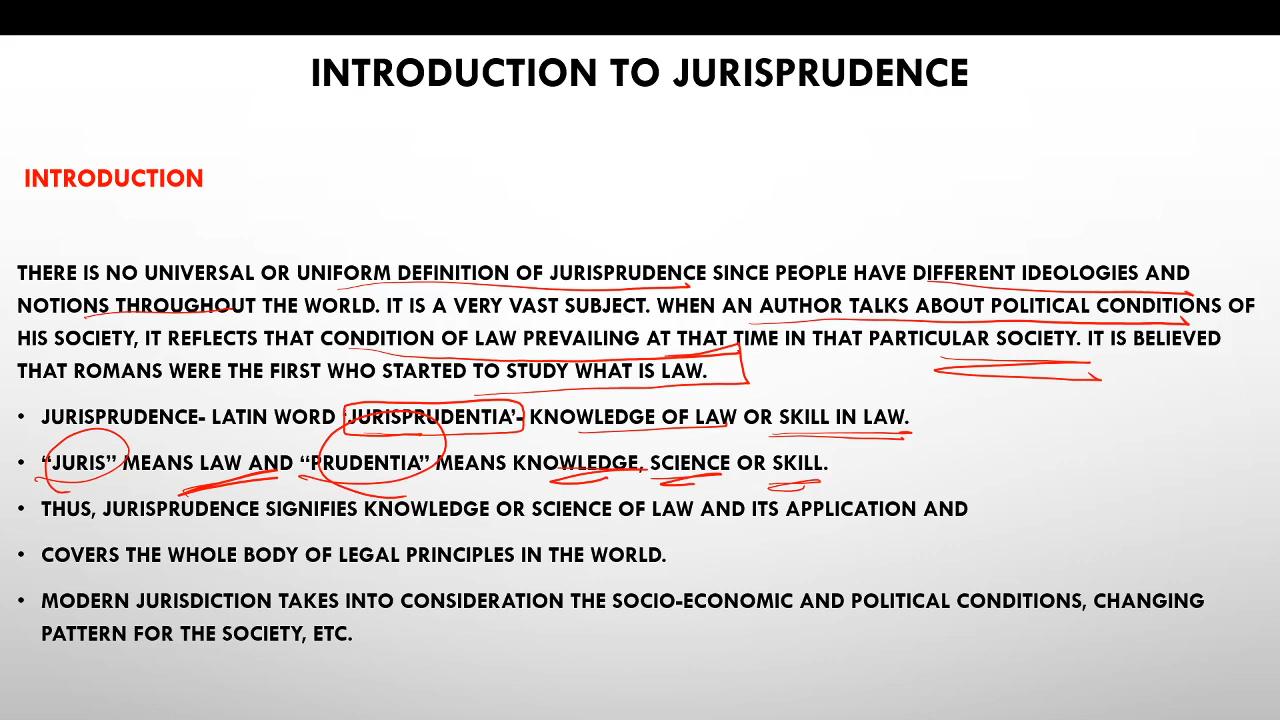 INTRODUCTION TO JURISPRUDENCE
INTRODUCTION
THERE IS NO UNIVERSAL OR UNIFORM DEFINITION OF JURISPRUDENCE SINCE PEOPLE HAVE DIFFERENT IDEOLOGIES AND
NOTIONS THROUGHOUT THE WORLD. IT IS A VERY VAST SUBJECT. WHEN AN AUTHOR TALKS ABOUT POLITICAL CONDITIONS OF
HIS SOCIETY, IT REFLECTS THAT CONDITION OF LAW PREVAILING AT THAT TIME IN THAT PARTICULAR SOCIETY. IT IS BELIEVED
THAT ROMANS WERE THE FIRST WHO STARTED TO STUDY WHAT IS LAW.
• JURISPRUDENCE- LATIN WORD 'JURISPRUDENTIA'- KNOWLEDGE OF LAW OR SKILL IN LAW.
• "JURIS" MEANS LAW AND "PRUDENTIA" MEANS KNOWLEDGE, SCIENCE OR SKILL.
• THUS, JURISPRUDENCE SIGNIFIES KNOWLEDGE OR SCIENCE OF LAW AND ITS APPLICATION AND
• COVERS THE WHOLE BODY OF LEGAL PRINCIPLES IN THE WORLD.
• MODERN JURISDICTION TAKES INTO CONSIDERATION THE SOCIO-ECONOMIC AND POLITICAL CONDITIONS, CHANGING
PATTERN FOR THE SOCIETY, ETC.